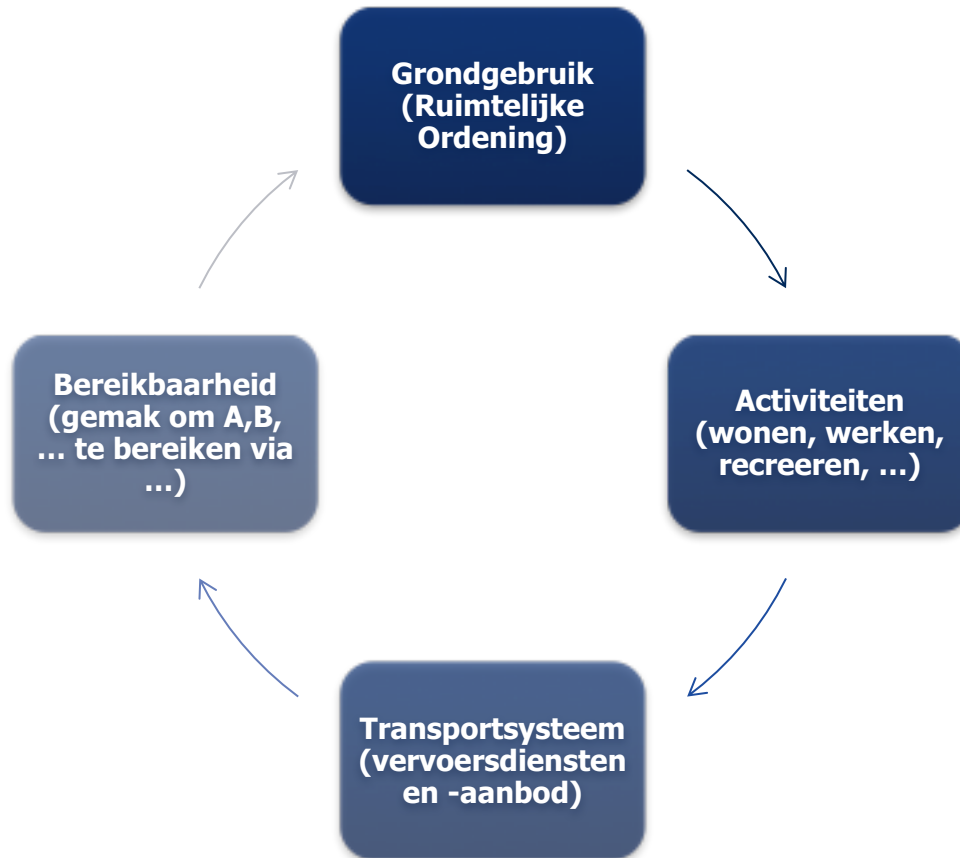 Grondgebruik
(Ruimtelijke
Ordening)
Activiteiten
(wonen, werken,
recreeren, ...)
Transportsysteem
(vervoersdiensten
en -aanbod)
Bereikbaarheid
(gemak om A,B,
... te bereiken via
...)